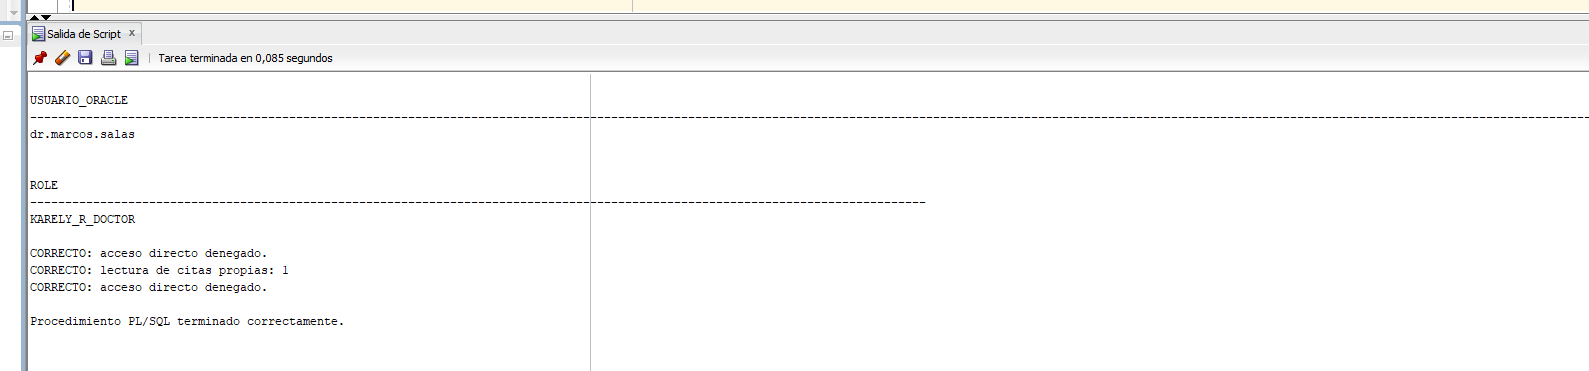 Salida de Script x
Tarea terminada en 0,085 segundos
USUARIO_ORACLE
dr.marcos.salas
ROLE
KARELY_R_DOCTOR
CORRECTO: acceso directo denegado.
CORRECTO: lectura de citas propias: 1
CORRECTO: acceso directo denegado.
Procedimiento PL/SQL terminado correctamente.